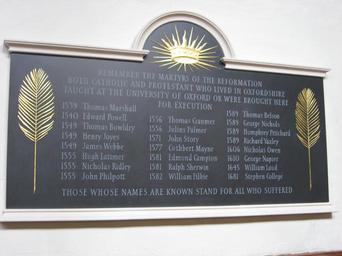 REMEMBER THE MARTYRS OF THE REFORMATION
BOTH CATHOLIC AND PROTESTANT WHO LIVED IN OXFORDSHIRE
TAUGHT AT THE UNIVERSITY OF OXFORD OR WERE BROUGHT HERE
FOR EXECUTION
1539 Thomas Marshall
1540 Edward Powell
1549 Thomas Bowldry
1549 Henry Joyes
1549 James Webbe
1555 Hugh Latimer
1555 Nicholas Ridley
1555 John Philpott
1556 Thomas Cranmer
1556 Julins Palmer
1571 John Story
1577 Cuthbert Mayne
1581 Edmund Campion
1581 Ralph Sherwin
1582 William Filbie
1589 Thomas Belson
1589 George Nichols
1589 Humphrey Pritchard
1589 Richard Yaxley
1606 Nicholas Owen
1610 George Napier
1645 William Laud
1681 Stephen College
THOSE WHOSE NAMES ARE KNOWN STAND FOR ALL WHO SUFFERED